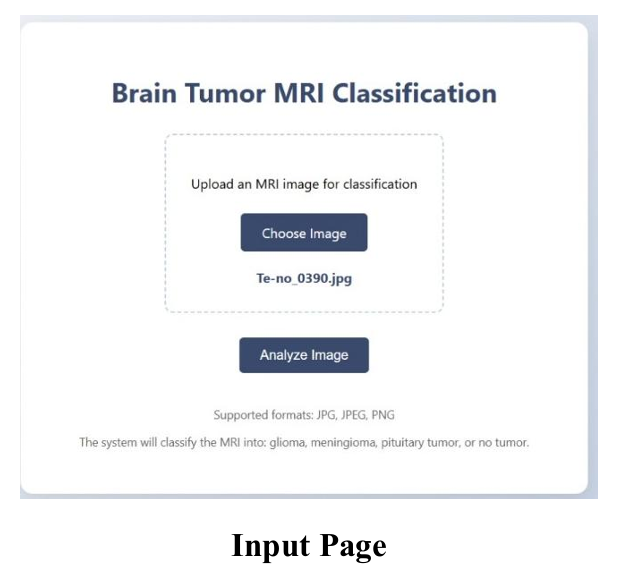 Brain Tumor MRI Classification
Upload an MRI image for classification
Choose Image
Te-no_0390.jpg
Analyze Image
Supported formats: JPG, JPEG, PNG
The system will classify the MRI into: glioma, meningioma, pituitary tumor, or no tumor.
Input Page